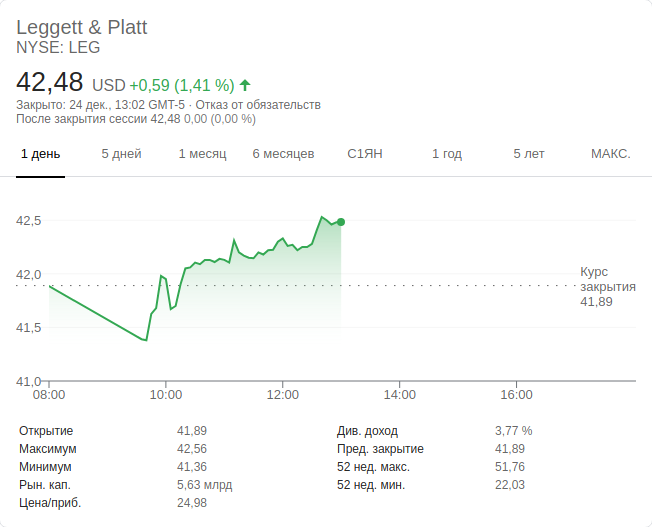 Leggett & Platt
NYSE: LEG
42,48 USD +0,59 (1,41 %)
Закрыто: 24 дек., 13:02 GMT-5 · Отказ от обязательств
После закрытия сессии 42,48 0,00 (0,00 %)
1 день 5 дней 1 месяц 6 месяцев С1ЯН 1 год 5 лет МАКС.
42,5
42,0
Курс
закрытия
41,89
41,5
41,0
08:00 10:00 12:00 14:00 16:00
Открытие 41,89 Див. доход 3,77 %
Максимум 42,56 Пред. закрытие 41,89
Минимум 41,36 52 нед. макс. 51,76
Рын. кап. 5,63 млрд 52 нед. мин. 22,03
Цена/приб. 24,98